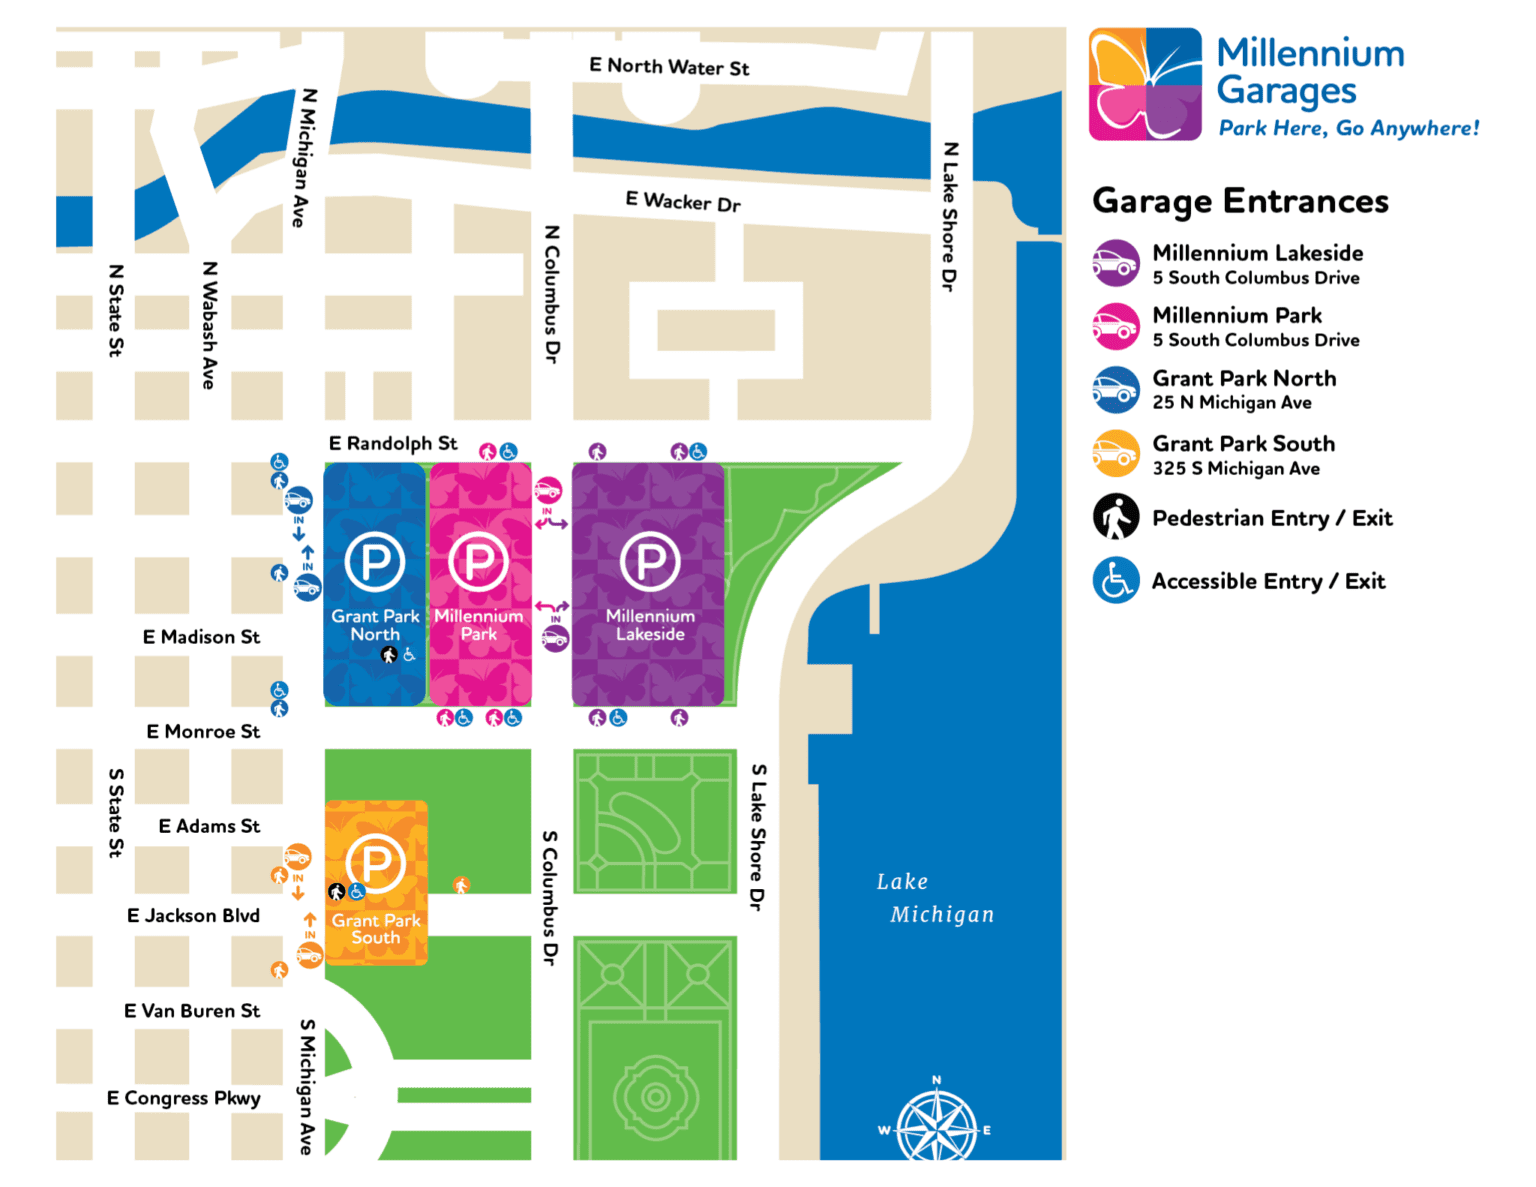 E North Water St
N Michigan Ave
E Wacker Dr
N Lake Shore Dr
N Columbus Dr
N State St
N Wabash Ave
E Randolph St
IN
IN
P
Grant Park
North
P
Millennium
Park
IN
IN
P
Millennium
Lakeside
E Madison St
E Monroe St
S State St
E Adams St
IN
P
Grant Park
South
E Jackson Blvd
IN
S Columbus Dr
S Lake Shore Dr
E Van Buren St
S Michigan Ave
E Congress Pkwy
Lake
Michigan
N
W
E
Millennium
Garages
Park Here, Go Anywhere!
Garage Entrances
Millennium Lakeside
5 South Columbus Drive
Millennium Park
5 South Columbus Drive
Grant Park North
25 N Michigan Ave
Grant Park South
325 S Michigan Ave
Pedestrian Entry / Exit
Accessible Entry / Exit